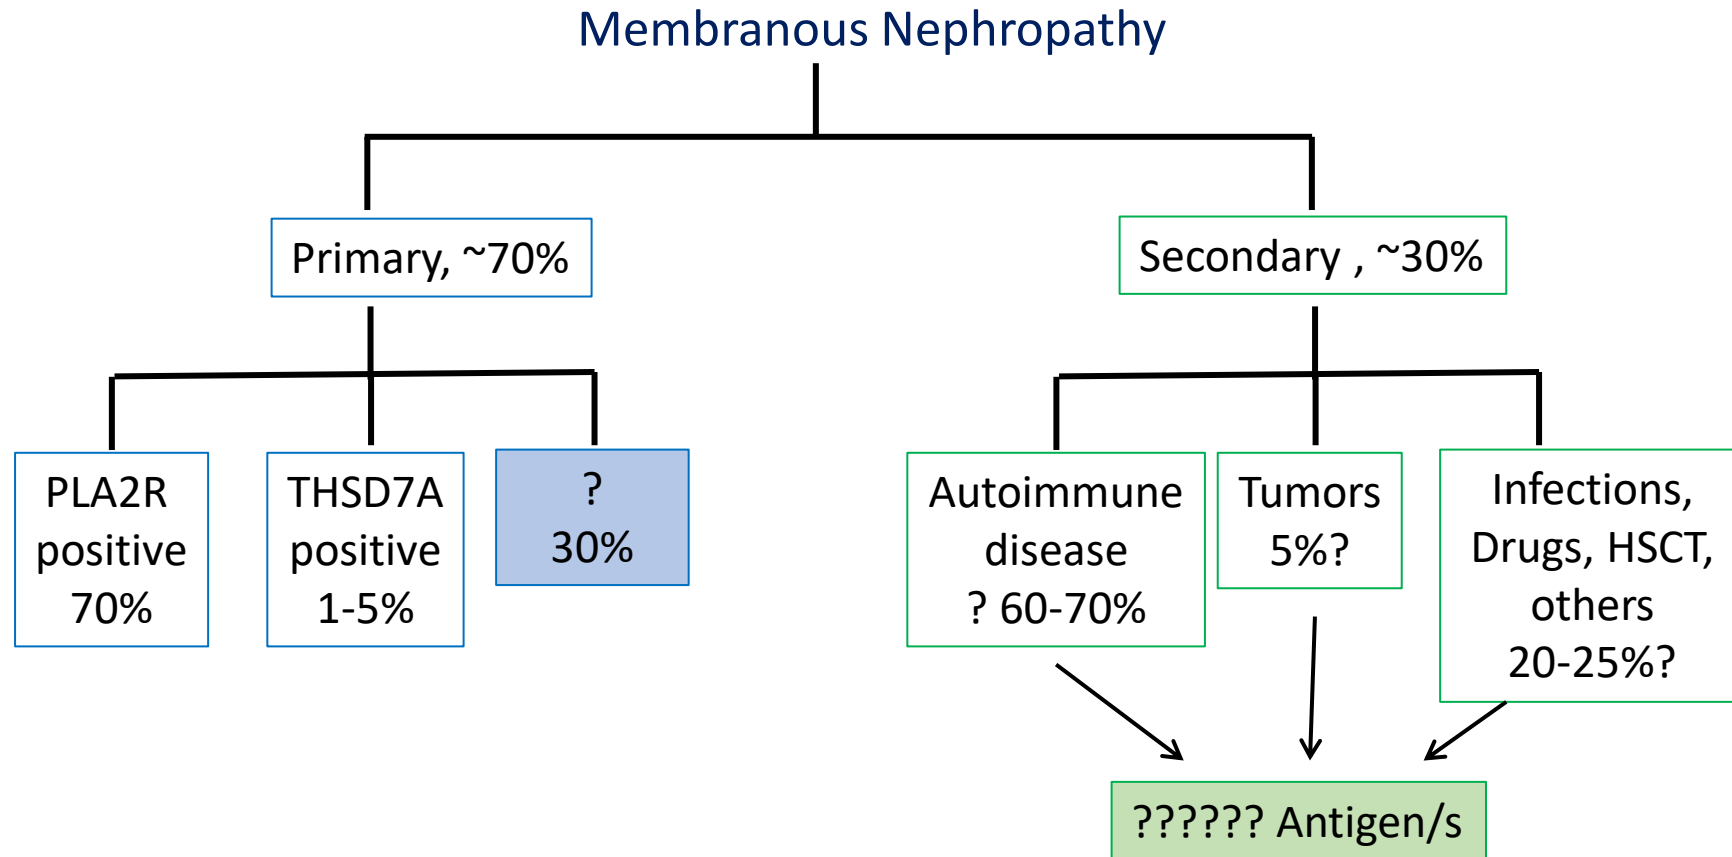 Membranous Nephropathy
Primary, ~70%
Secondary , ~30%
PLA2R
positive
70%
THSD7A
positive
1-5%
?
30%
Autoimmune
disease
? 60-70%
Tumors
5%?
Infections,
Drugs, HSCT,
others
20-25%?
?????? Antigen/s